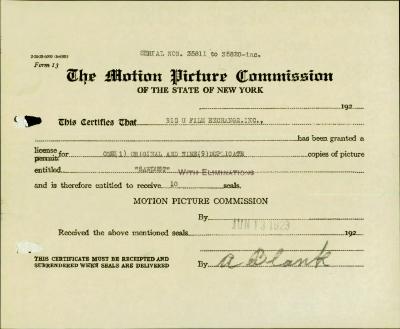 SERIAL NOS. 35811 to 35820-inc.
Form 13
The Motion Picture Commission
OF THE STATE OF NEW YORK
192
This Certifies That BIG U FILM EXCHANGE.INC.,
has been granted a
license for ONE(1) ORIGINAL AND NINE(9)DUPLICATE copies of picture
permit
entitled WITH ELIMINATIONS
and is therefore entitled to receive 10 seals.
MOTION PICTURE COMMISSION
By
JUN 13 1923
Received the above mentioned seals 192
THIS CERTIFICATE MUST BE RECEIPTED AND
SURRENDERED WHEN SEALS ARE DELIVERED
By A Blank